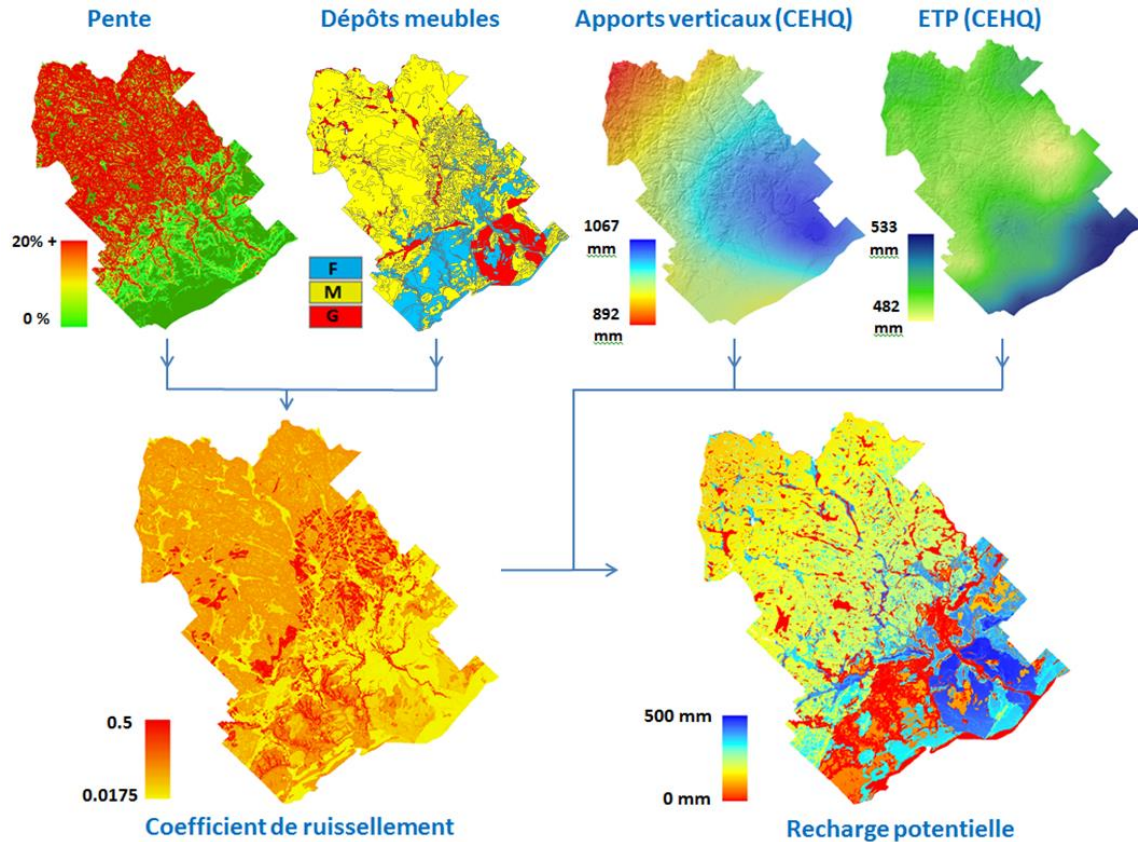 Pente
Dépôts meubles
Apports verticaux (CEHQ)
ETP (CEHQ)
20% +
0 %
F
M
G
1067
mm
892
mm
533
mm
482
mm
0.5
0.0175
500 mm
0 mm
Coefficient de ruissellement
Recharge potentielle